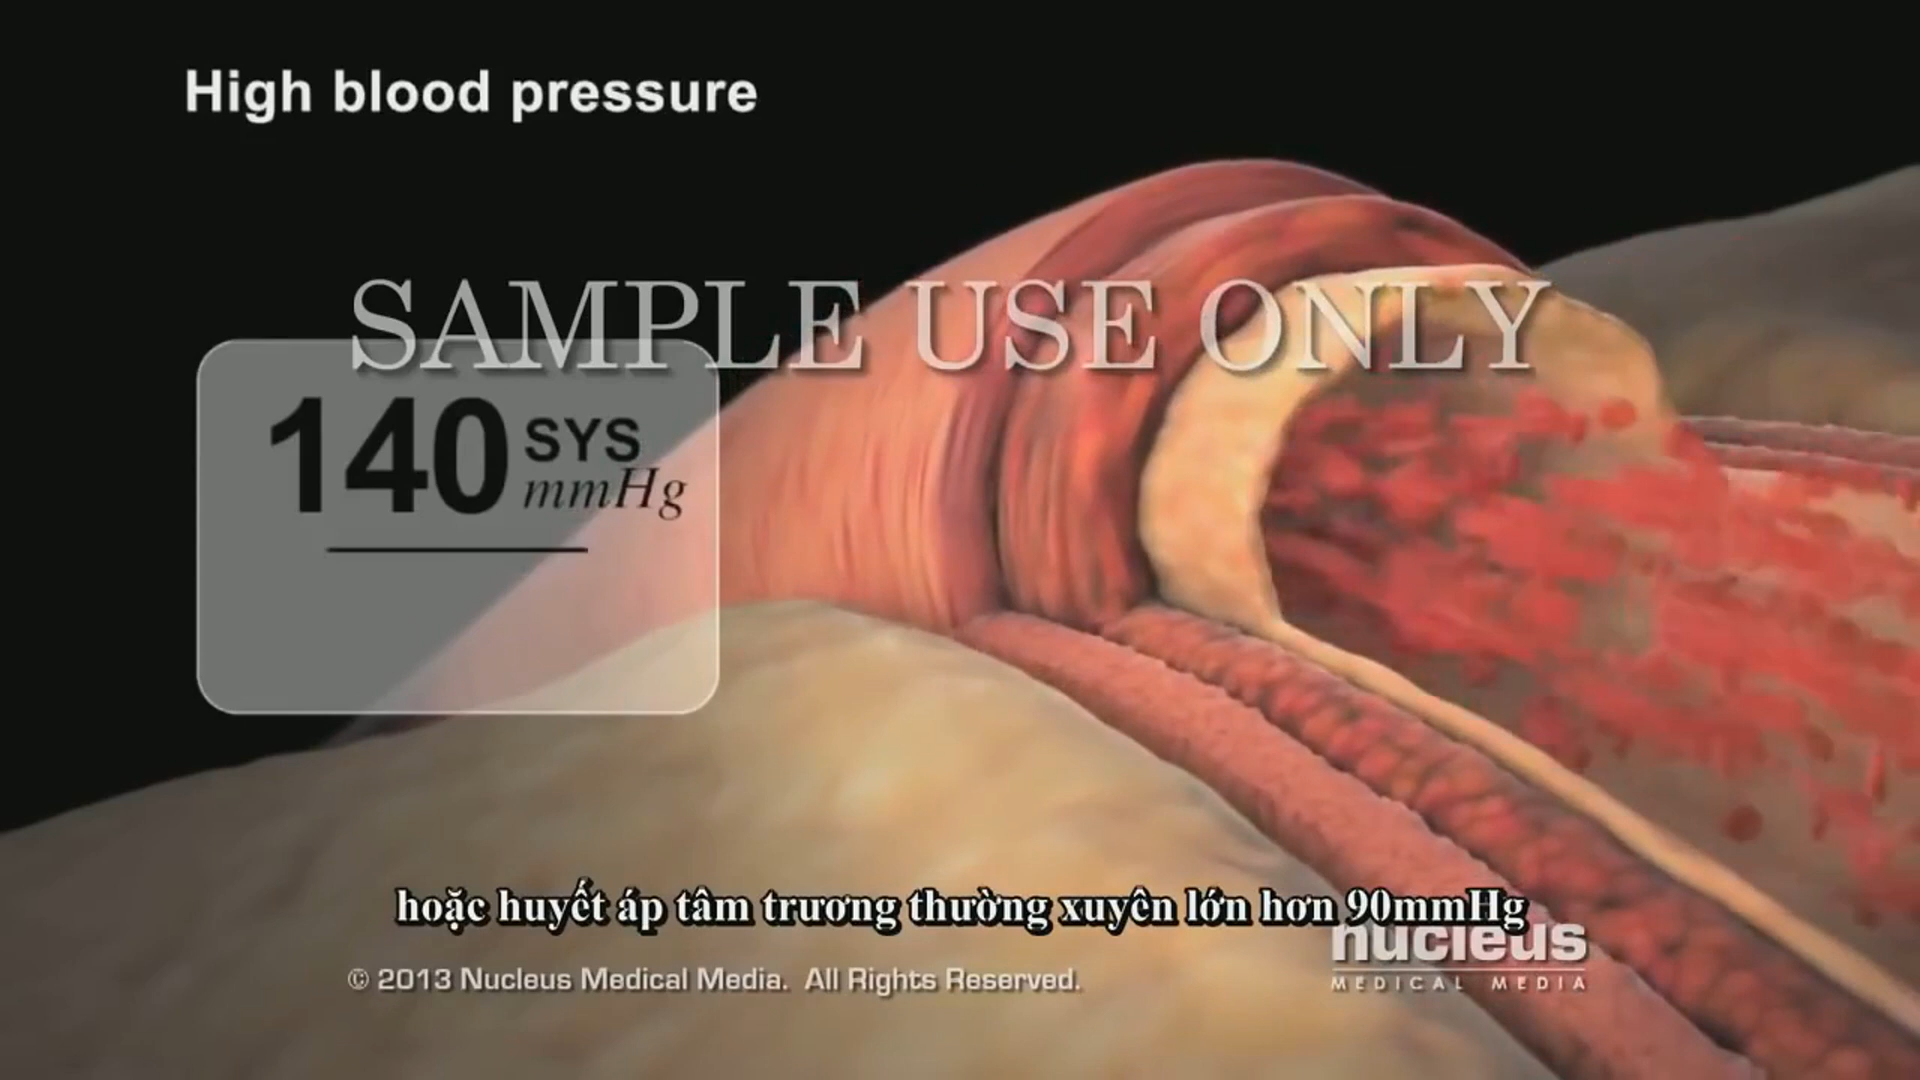 High blood pressure
SAMPLE USE ONLY
140 SYS
mmHg
hoặc huyết áp tâm trương thường xuyên lớn hơn 90mmHg
nucleus
MEDICAL MEDIA
© 2013 Nucleus Medical Media. All Rights Reserved.